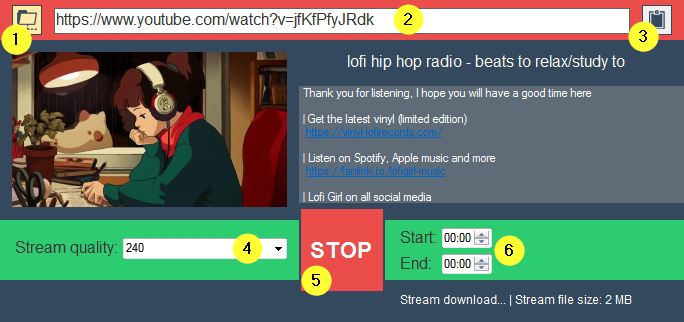 1
https://www.youtube.com/watch?v=jfKfPfyJRdk
2
3
lofi hip hop radio - beats to relax/study to
Thank you for listening, I hope you will have a good time here
| Get the latest vinyl (limited edition)
https://vinyl-lofirecords.com/
| Listen on Spotify, Apple music and more
https://fanlink.to/lofigirl-music
| Lofi Girl on all social media
Stream quality: 240
4
STOP
5
Start: 00:00
End: 00:00
6
Stream download... | Stream file size: 2 MB